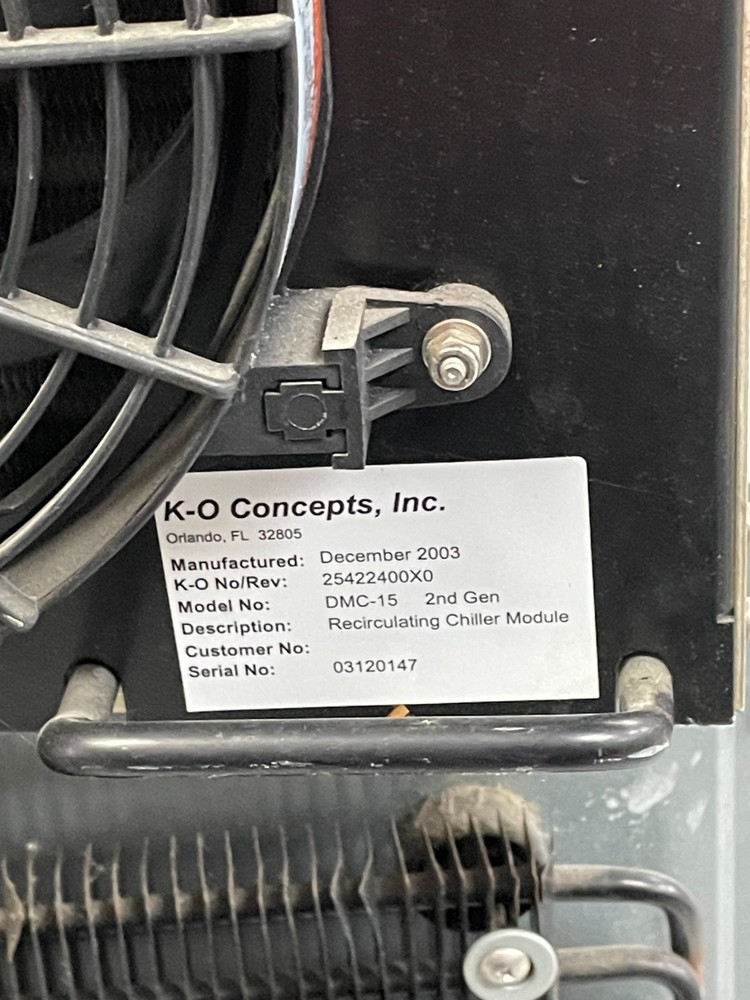 K-O Concepts, Inc.
Orlando, FL 32805
Manufactured: December 2003
K-O No/Rev: 25422400X0
Model No: DMC-15 2nd Gen
Description: Recirculating Chiller Module
Customer No:
Serial No: 03120147